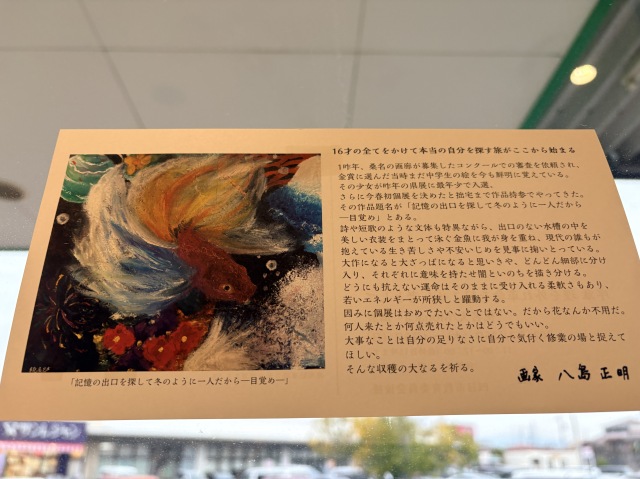 16才の全てをかけて本当の自分を探す旅がここから始まる
1昨年、桑名の画廊が募集したコンクールでの審査を依頼され、
金賞に選んだ当時まだ中学生の絵を今も鮮明に覚えている。
その少女が昨年の県展に最年少で入選。
さらに今春初個展を決めたと拙宅まで作品持参でやってきた。
その作品題名が「記憶の出口を探して冬のように一人だから
―目覚め」とある。
詩や短歌のような文体も特異ながら、出口のない水槽の中を
美しい衣装をまとって泳ぐ金魚に我が身を重ね、現代の誰もが
抱えている生き苦しさや不安いじめを見事に描いとっている。
大作になると大ざっぱになると思いきや、どんどん細部に分け
入り、それぞれに意味を持たせ闇といのちを描き分ける。
どうにも抗えない運命はそのままに受け入れる柔軟さもあり、
若いエネルギーが所狭しと躍動する。
因みに個展はおめでたいことではない。だから花なんか不用だ。
何人来たとか何点売れたとかはどうでもいい。
大事なことは自分の足りなさに自分で気付く修業の場と捉えて
ほしい。
そんな収穫の大なるを祈る。
画家 八島正明
「記憶の出口を探して冬のように一人だから―目覚め―」